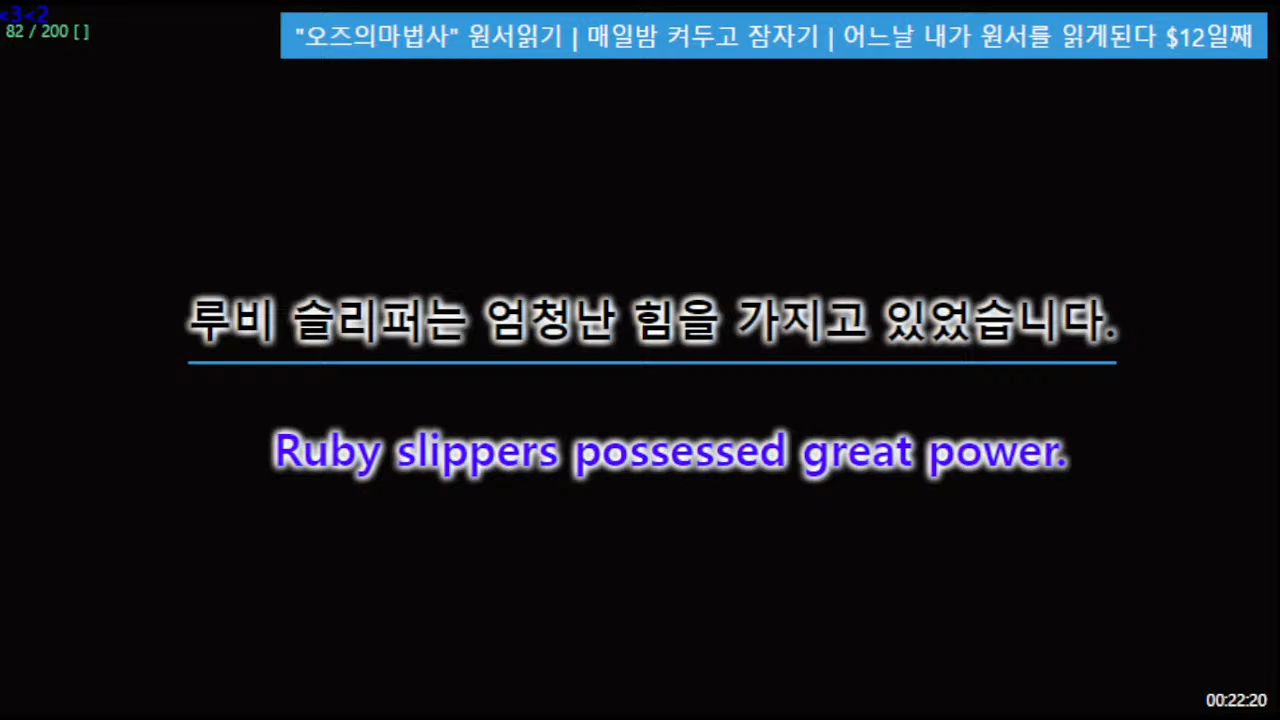 <3<2
82 / 200 [ ]
"오즈의마법사" 원서읽기 | 매일밤 켜두고 잠자기 | 어느날 내가 원서를 읽게된다 $12일째
루비 슬리퍼는 엄청난 힘을 가지고 있었습니다.
Ruby slippers possessed great power.
00:22:20